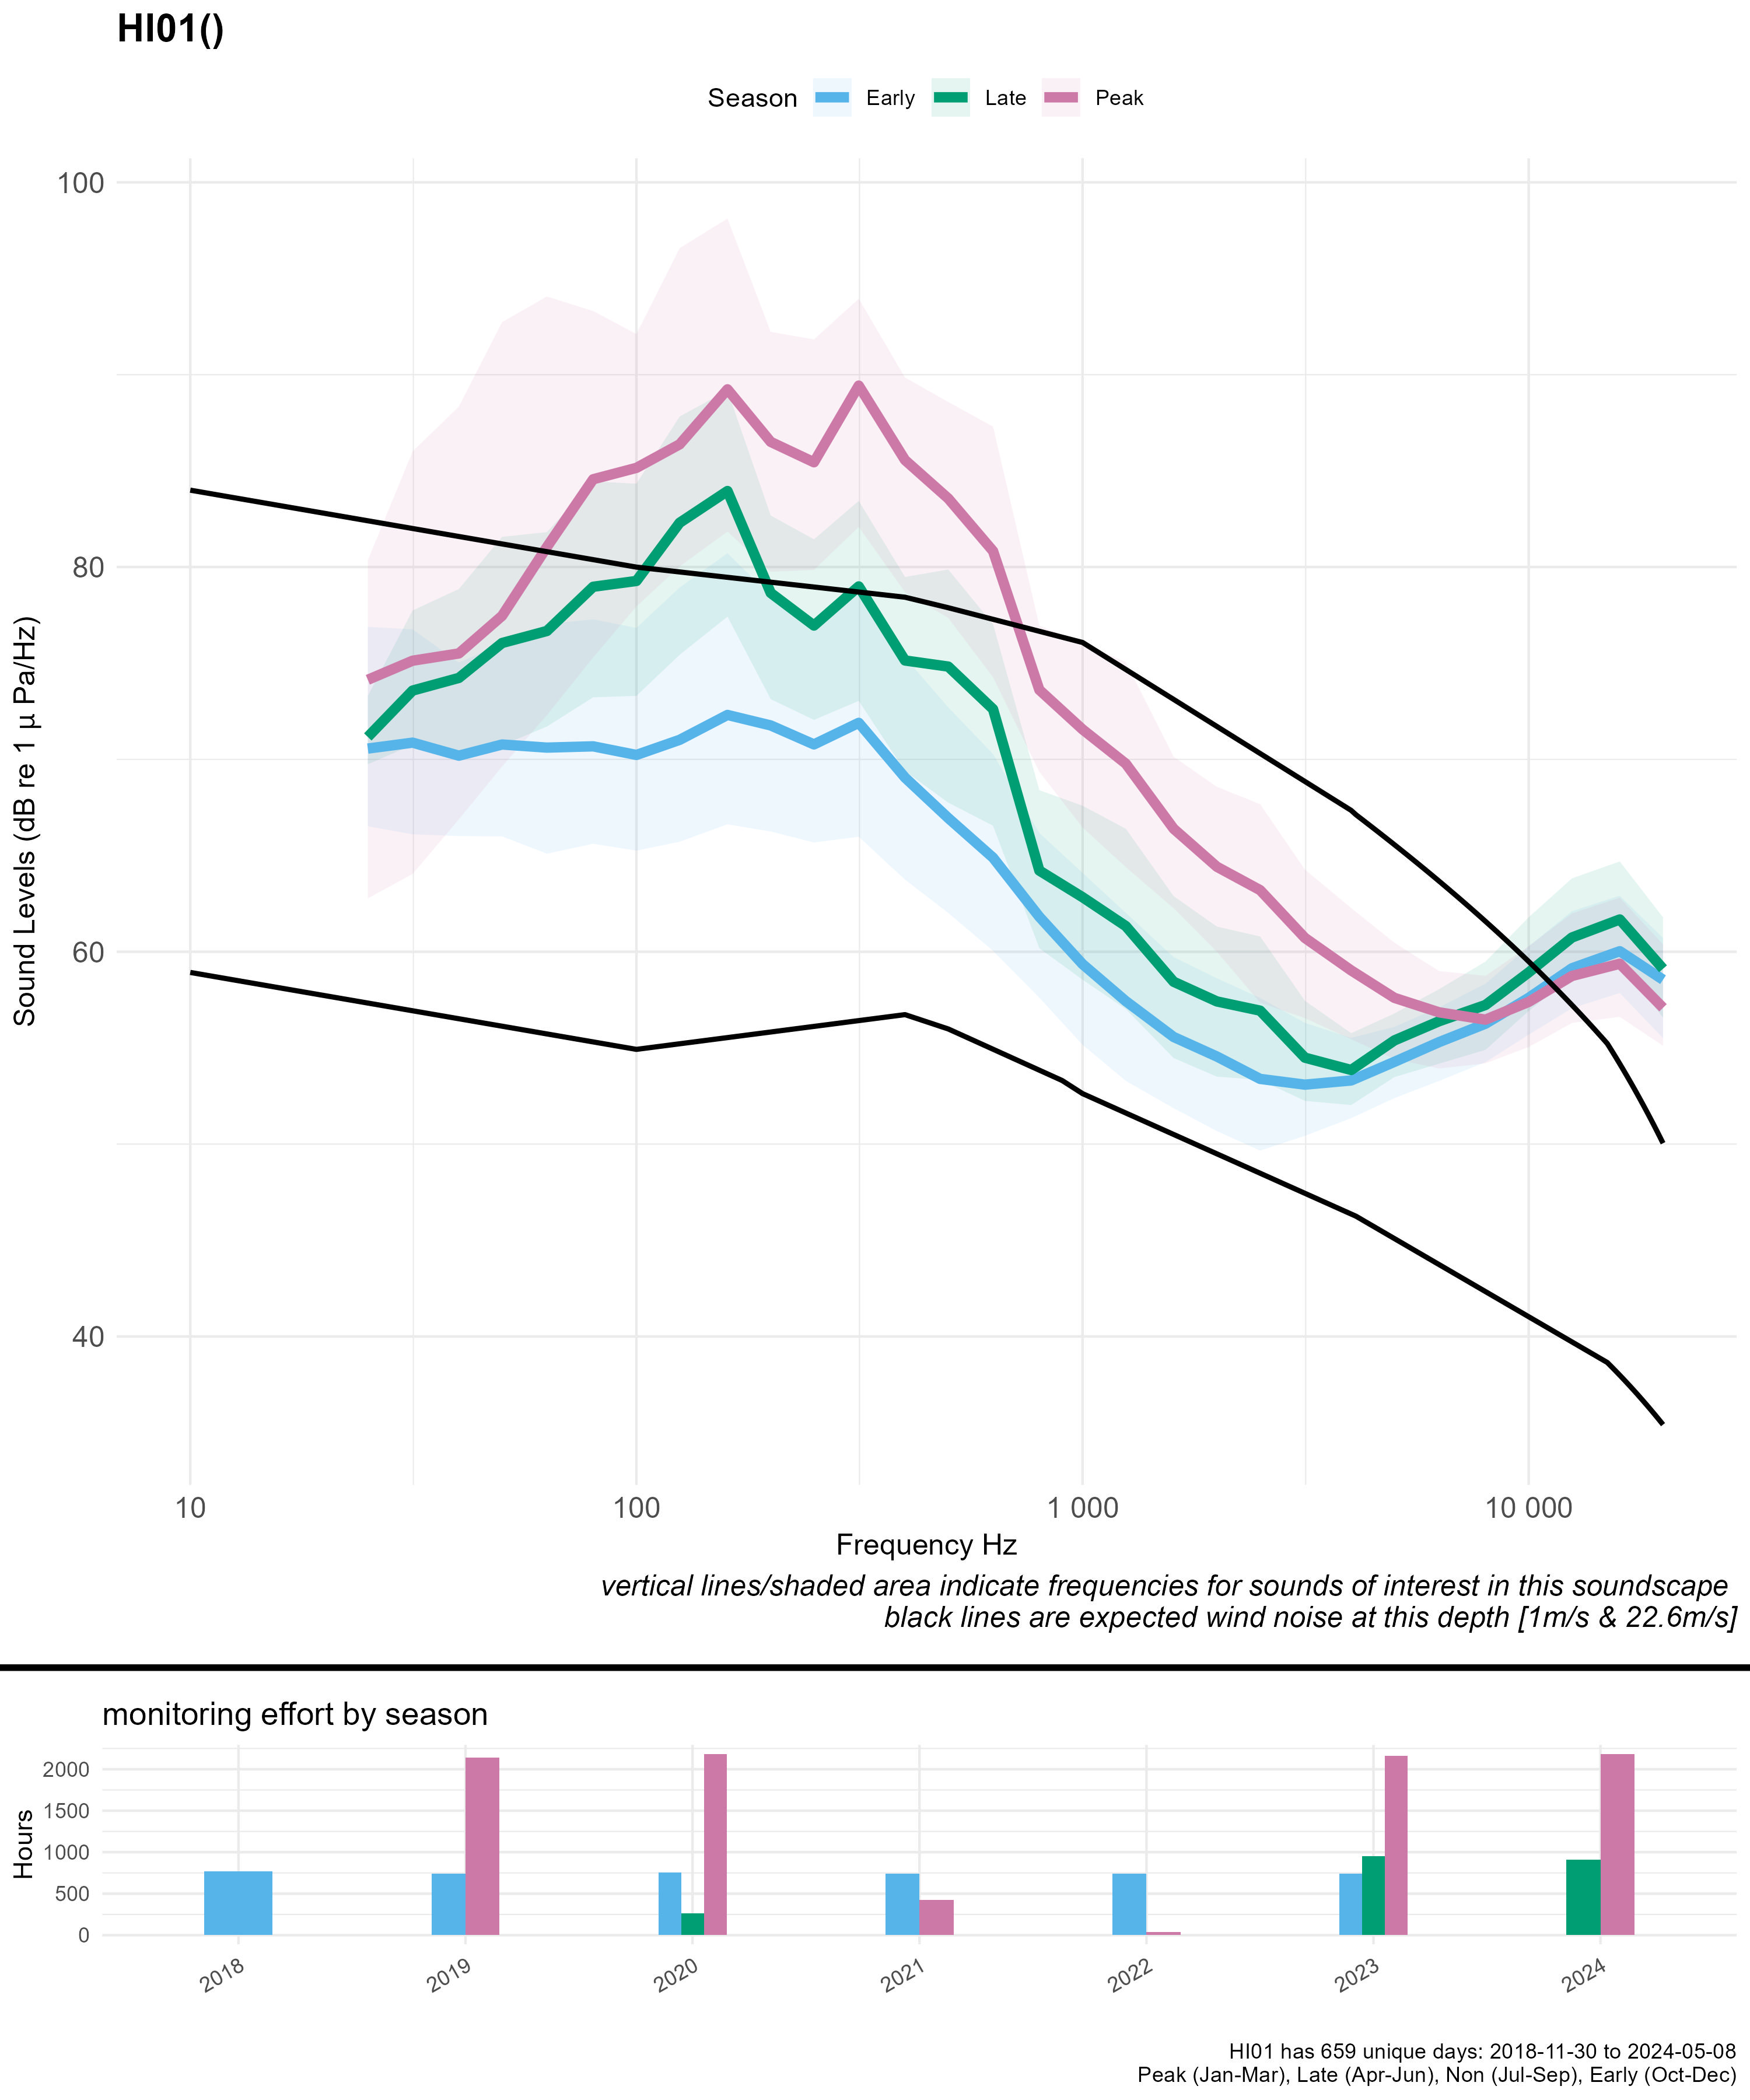 HI01()
Season Early Late Peak
100
80
60
40
Sound Levels (dB re 1 µ Pa/Hz)
10 100 1 000 10 000
Frequency Hz
vertical lines/shaded area indicate frequencies for sounds of interest in this soundscape
black lines are expected wind noise at this depth [1m/s & 22.6m/s]
monitoring effort by season
2000
1500
1000
500
0
Hours
2018 2019 2020 2021 2022 2023 2024
HI01 has 659 unique days: 2018-11-30 to 2024-05-08
Peak (Jan-Mar), Late (Apr-Jun), Non (Jul-Sep), Early (Oct-Dec)